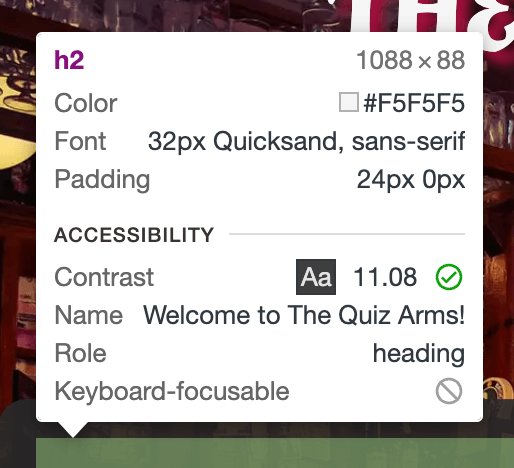 THE
h2 1088 × 88
Color #F5F5F5
Font 32px Quicksand, sans-serif
Padding 24px 0px
ACCESSIBILITY
Contrast Aa 11.08
Name Welcome to The Quiz Arms!
Role heading
Keyboard-focusable